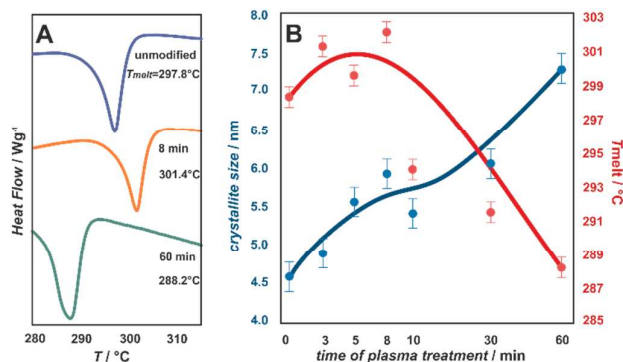 A
unmodified
Tmelt=297.8°C
8 min
301.4°C
60 min
288.2°C
Heat Flow / Wg⁻¹
280 290 300 310
T / °C
B
8.0
7.5
7.0
6.5
6.0
5.5
5.0
4.5
4.0
crystallite size / nm
303
301
299
297
295
293
291
289
287
285
Tmelt / °C
0 3 5 8 10 30 60
time of plasma treatment / min